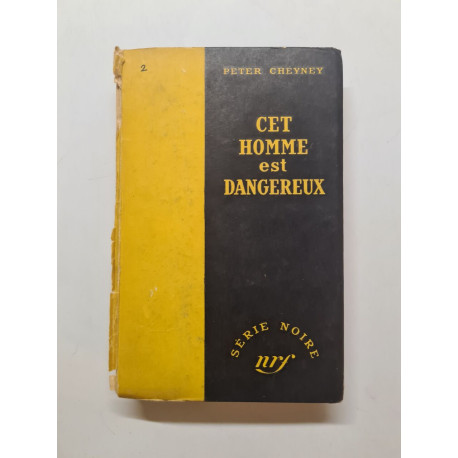 2
PETER CHEYNEY
CET
HOMME
est
DANGEREUX
SÉRIE NOIRE
nrf